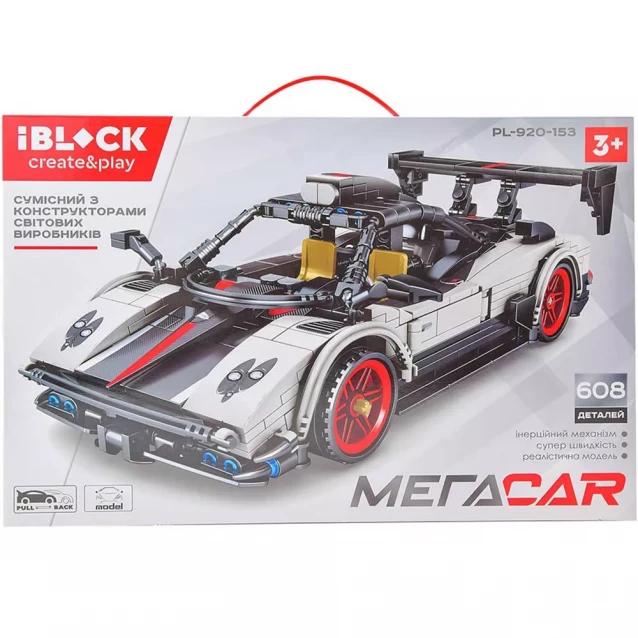 iBLOCK
create&play
PL-920-153
3+
СУМІСНИЙ З
КОНСТРУКТОРАМИ
СВІТОВИХ
ВИРОБНИКІВ
608
ДЕТАЛЕЙ
інерційний механізм
супер швидкість
реалістична модель
МЕГАCAR
PULL BACK
model